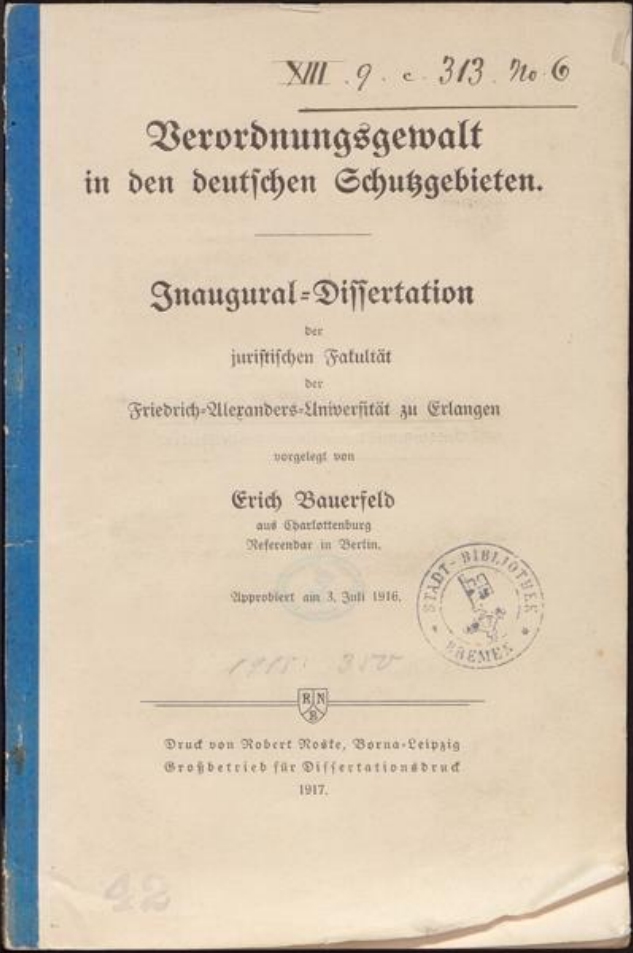 XIII . 9 . c . 313 . No . 6
Verordnungsgewalt
in den deutschen Schutzgebieten.
Inaugural-Dissertation
der
juristischen Fakultät
der
Friedrich-Alexanders-Universität zu Erlangen
vorgelegt von
Erich Bauerfeld
aus Charlottenburg
Referendar in Berlin.
Approbiert am 3. Juli 1916.
STADT-BIBLIOTHEK
* BREMEN *
R N
B
Druck von Robert Noske, Borna-Leipzig
Großbetrieb für Dissertationsdruck
1917.
42